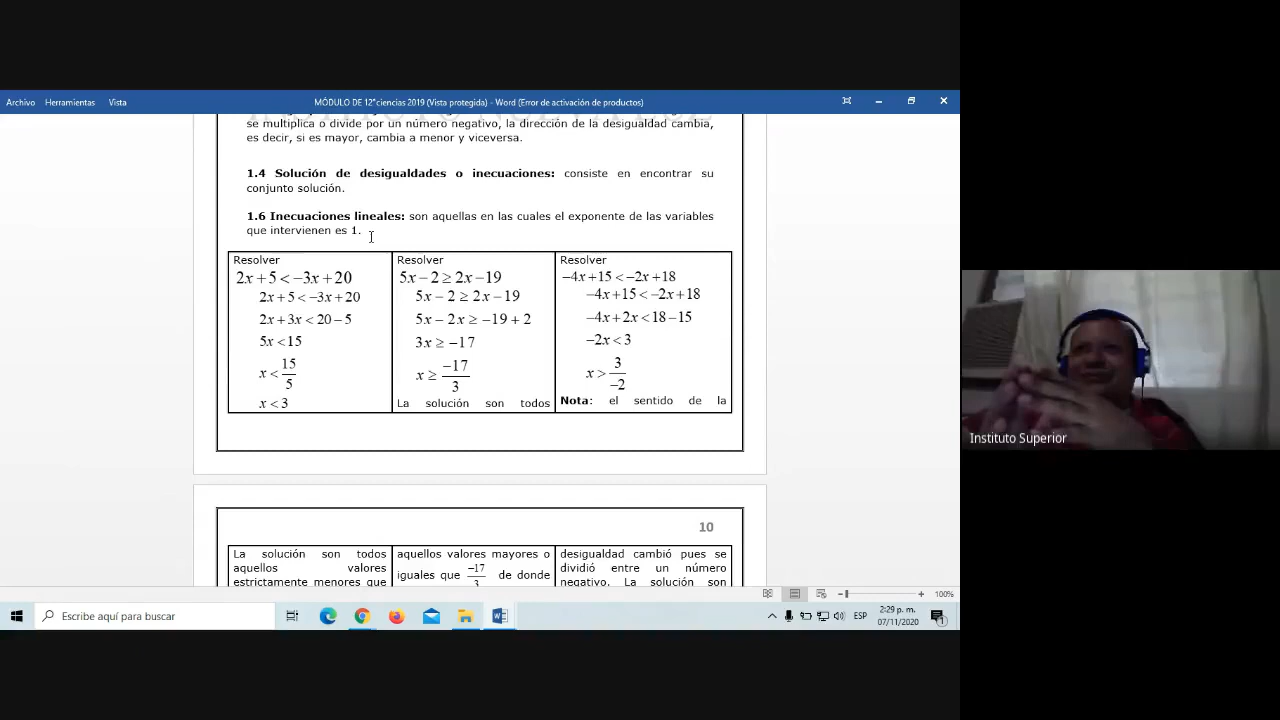 Archivo Herramientas Vista
MÓDULO DE 12°ciencias 2019 (Vista protegida) - Word (Error de activación de productos)
se multiplica o divide por un número negativo, la dirección de la desigualdad cambia,
es decir, si es mayor, cambia a menor y viceversa.
1.4 Solución de desigualdades o inecuaciones: consiste en encontrar su
conjunto solución.
1.6 Inecuaciones lineales: son aquellas en las cuales el exponente de las variables
que intervienen es 1.
Resolver
2x+5<−3x+20
2x+5<−3x+20
2x+3x<20−5
5x<15
x<15/5
x<3
Resolver
5x−2≥2x−19
5x−2≥2x−19
5x−2x≥−19+2
3x≥−17
x≥−17/3
La solución son todos
Resolver
−4x+15<−2x+18
−4x+15<−2x+18
−4x+2x<18−15
−2x<3
x>3/−2
Nota: el sentido de la
10
La solución son todos
aquellos valores
estrictamente menores que
aquellos valores mayores o
iguales que −17/3 de donde
desigualdad cambió pues se
dividió entre un número
negativo. La solución son
100%
Escribe aquí para buscar
ESP
2:29 p. m.
07/11/2020
1
Instituto Superior